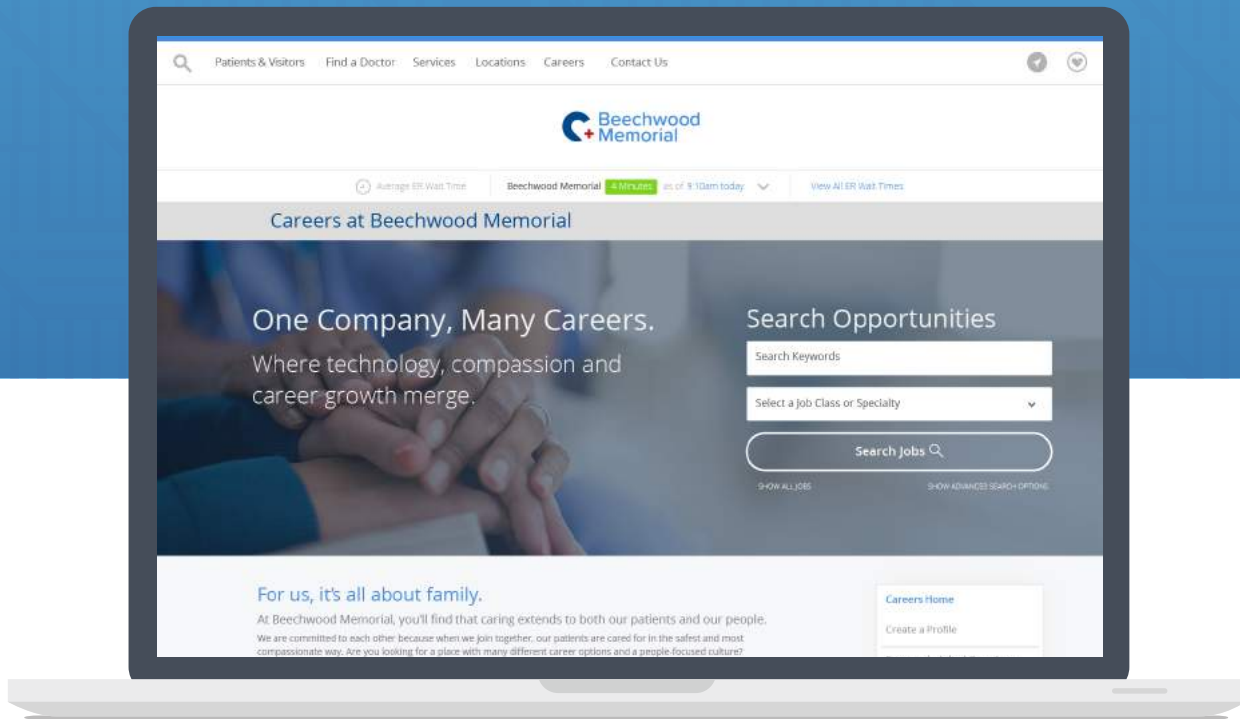 Patients & Visitors Find a Doctor Services Locations Careers Contact Us
Beechwood
Memorial
Average ER Wait Time Beechwood Memorial 4 Minutes as of 9:10am today View All ER Wait Times
Careers at Beechwood Memorial
One Company, Many Careers.
Where technology, compassion and
career growth merge.
Search Opportunities
Search Keywords
Select a Job Class or Specialty
Search Jobs
SHOW ALL JOBS SHOW ADVANCED SEARCH OPTIONS
For us, it's all about family.
At Beechwood Memorial, you'll find that caring extends to both our patients and our people.
We are committed to each other because when we join together, our patients are cared for in the safest and most
compassionate way. Are you looking for a place with many different career options and a people-focused culture?
Careers Home
Create a Profile